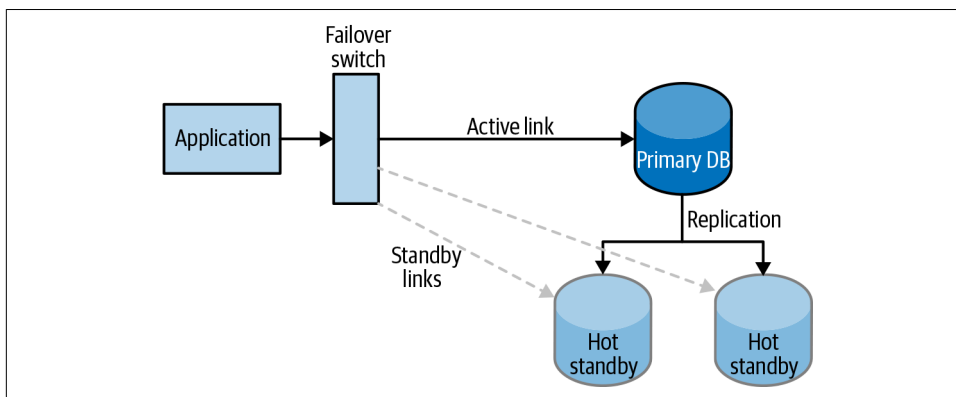 Failover
switch
Application
Active link
Primary DB
Replication
Standby
links
Hot
standby
Hot
standby